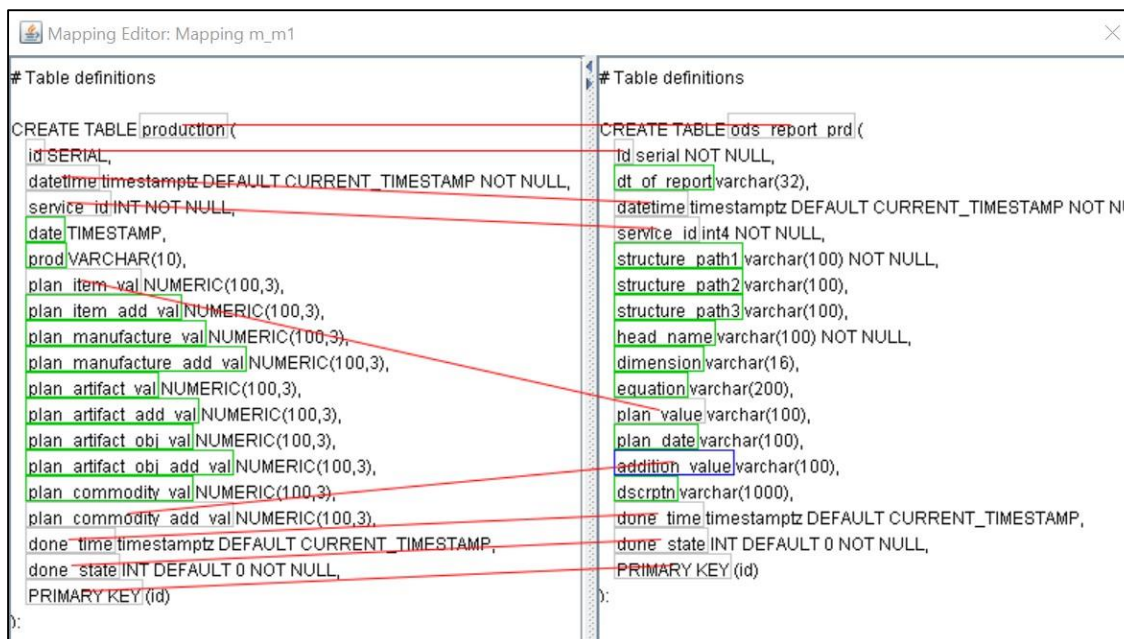 Mapping Editor: Mapping m_m1
# Table definitions
CREATE TABLE production (
id SERIAL,
datetime timestamptz DEFAULT CURRENT_TIMESTAMP NOT NULL,
service_id INT NOT NULL,
date TIMESTAMP,
prod VARCHAR(10),
plan_item_val NUMERIC(100,3),
plan_item_add_val NUMERIC(100,3),
plan_manufacture_val NUMERIC(100,3),
plan_manufacture_add_val NUMERIC(100,3),
plan_artifact_val NUMERIC(100,3),
plan_artifact_add_val NUMERIC(100,3),
plan_artifact_obj_val NUMERIC(100,3),
plan_artifact_obj_add_val NUMERIC(100,3),
plan_commodity_val NUMERIC(100,3),
plan_commodity_add_val NUMERIC(100,3),
done_time timestamptz DEFAULT CURRENT_TIMESTAMP,
done_state INT DEFAULT 0 NOT NULL,
PRIMARY KEY (id)
);
# Table definitions
CREATE TABLE ods_report_prd (
id serial NOT NULL,
dt_of_report varchar(32),
datetime timestamptz DEFAULT CURRENT_TIMESTAMP NOT NU
service_id int4 NOT NULL,
structure_path1 varchar(100) NOT NULL,
structure_path2 varchar(100),
structure_path3 varchar(100),
head_name varchar(100) NOT NULL,
dimension varchar(16),
equation varchar(200),
plan_value varchar(100),
plan_date varchar(100),
addition_value varchar(100),
dscrptn varchar(1000),
done_time timestamptz DEFAULT CURRENT_TIMESTAMP,
done_state INT DEFAULT 0 NOT NULL,
PRIMARY KEY (id)
);